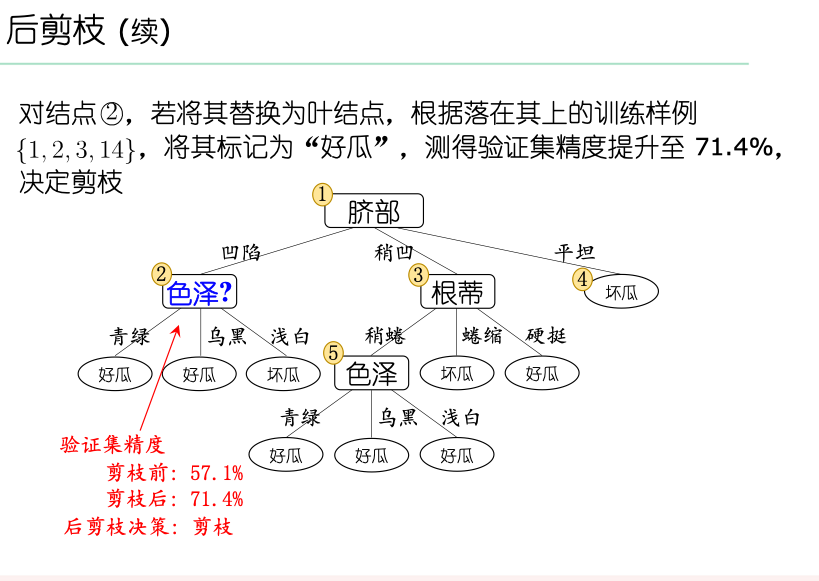 后剪枝 (续)
对结点②，若将其替换为叶结点，根据落在其上的训练样例
{1, 2, 3, 14}，将其标记为“好瓜”，测得验证集精度提升至 71.4%，
决定剪枝
1 脐部
凹陷 稍凹 平坦
2 色泽? 3 根蒂 4 坏瓜
青绿 乌黑 浅白 稍蜷 蜷缩 硬挺
好瓜 好瓜 坏瓜 5 色泽 坏瓜 好瓜
青绿 乌黑 浅白
好瓜 好瓜 好瓜
验证集精度
剪枝前: 57.1%
剪枝后: 71.4%
后剪枝决策: 剪枝